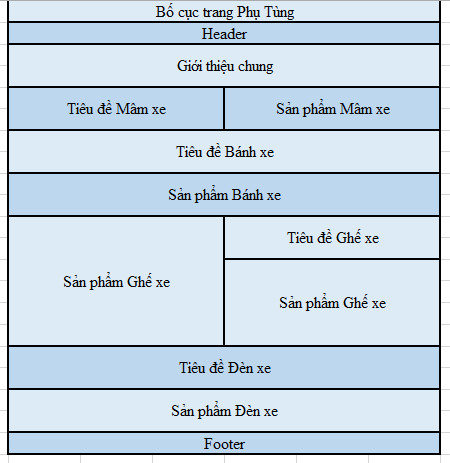 Bố cục trang Phụ Tùng
Header
Giới thiệu chung
Tiêu đề Mâm xe
Sản phẩm Mâm xe
Tiêu đề Bánh xe
Sản phẩm Bánh xe
Sản phẩm Ghế xe
Tiêu đề Ghế xe
Sản phẩm Ghế xe
Tiêu đề Đèn xe
Sản phẩm Đèn xe
Footer